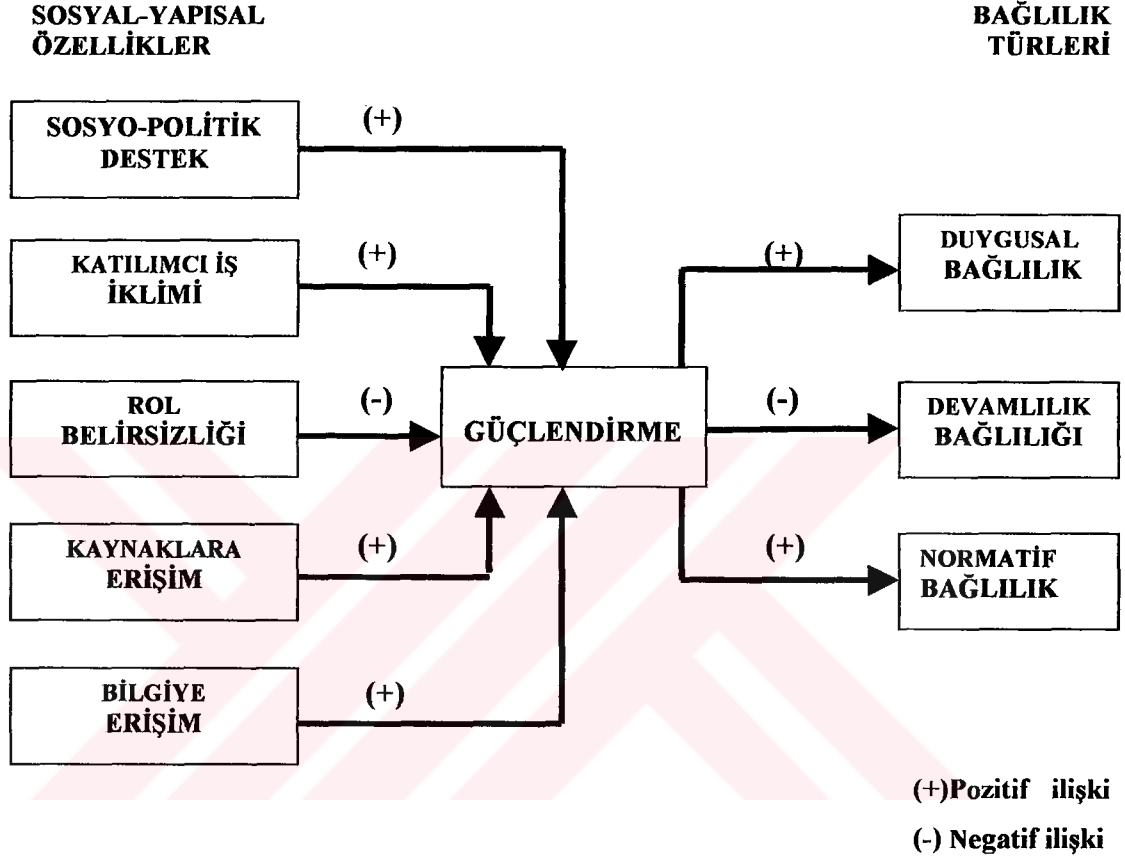 SOSYAL-YAPISAL
ÖZELLİKLER
BAĞLILIK
TÜRLERİ
SOSYO-POLİTİK
DESTEK
(+)
KATILIMCI İŞ
İKLİMİ
(+)
ROL
BELİRSİZLİĞİ
(-)
KAYNAKLARA
ERİŞİM
(+)
BİLGİYE
ERİŞİM
(+)
GÜÇLENDİRME
(+)
DUYGUSAL
BAĞLILIK
(-)
DEVAMLILIK
BAĞLILIĞI
(+)
NORMATİF
BAĞLILIK
(+)Pozitif ilişki
(-) Negatif ilişki